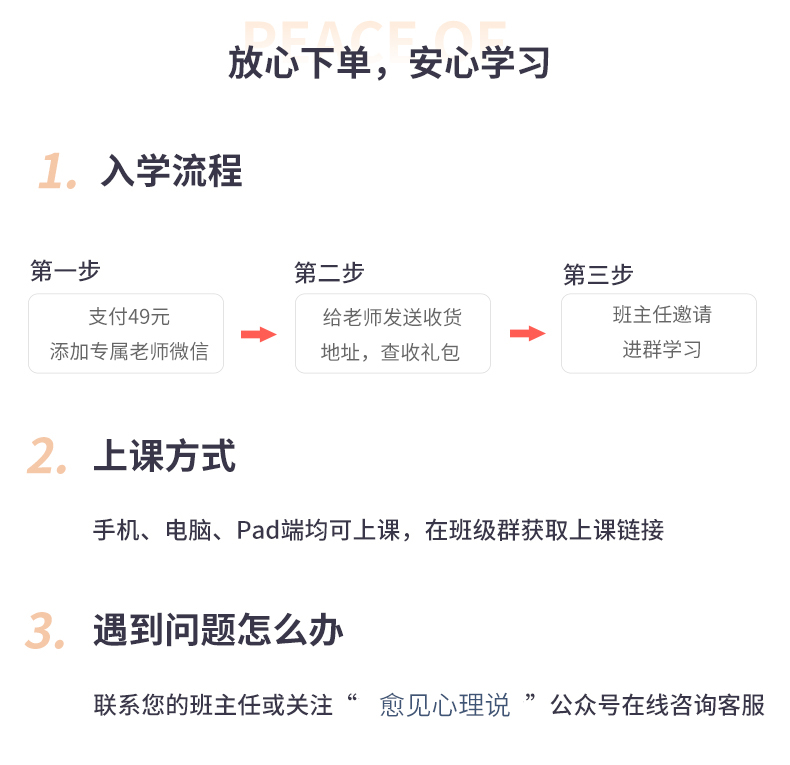 PEACE OF
放心下单，安心学习
1. 入学流程
第一步
支付49元
添加专属老师微信
第二步
给老师发送收货
地址，查收礼包
第三步
班主任邀请
进群学习
2. 上课方式
手机、电脑、Pad端均可上课，在班级群获取上课链接
3. 遇到问题怎么办
联系您的班主任或关注“ 愈见心理说 ”公众号在线咨询客服